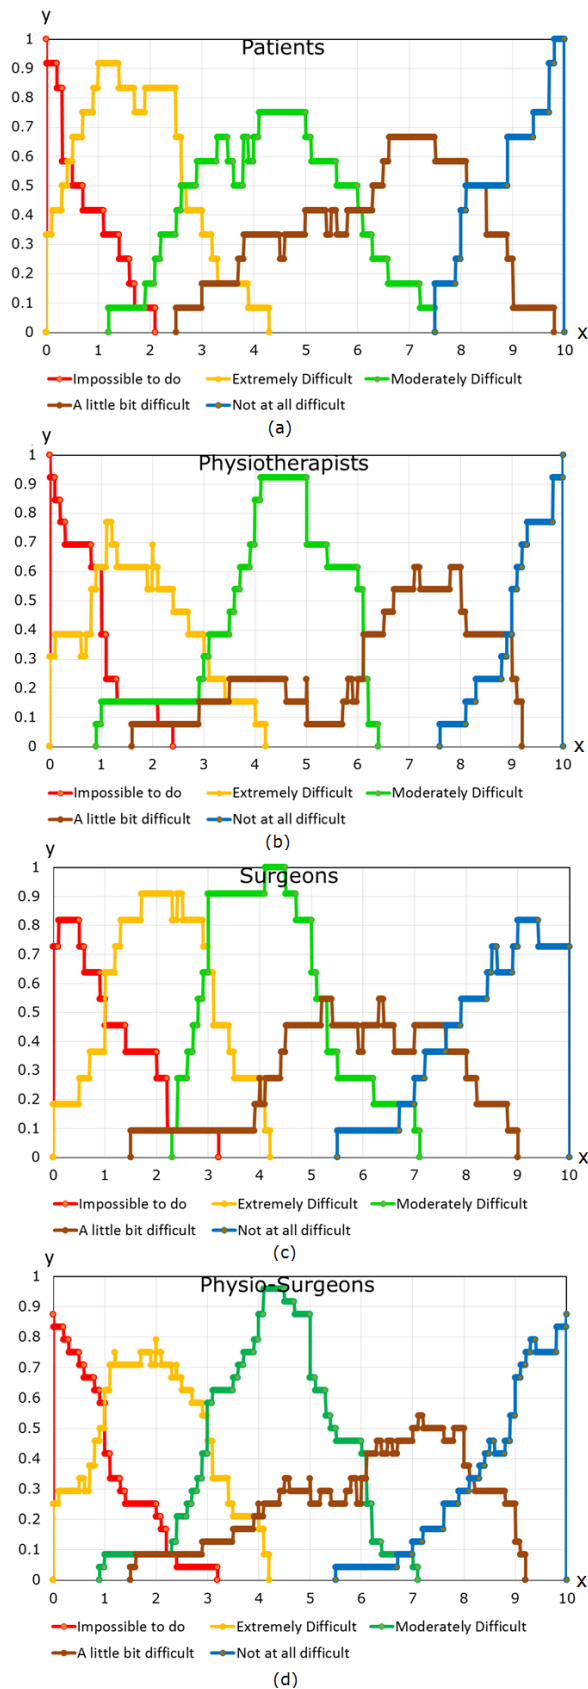 y
Patients
1
0.9
0.8
0.7
0.6
0.5
0.4
0.3
0.2
0.1
0
0 1 2 3 4 5 6 7 8 9 10 X
Impossible to do Extremely Difficult Moderately Difficult
A little bit difficult Not at all difficult
(a)
y
Physiotherapists
1
0.9
0.8
0.7
0.6
0.5
0.4
0.3
0.2
0.1
0
0 1 2 3 4 5 6 7 8 9 10 X
Impossible to do Extremely Difficult Moderately Difficult
A little bit difficult Not at all difficult
(b)
y
Surgeons
1
0.9
0.8
0.7
0.6
0.5
0.4
0.3
0.2
0.1
0
0 1 2 3 4 5 6 7 8 9 10 X
Impossible to do Extremely Difficult Moderately Difficult
A little bit difficult Not at all difficult
(c)
y
Physio-Surgeons
1
0.9
0.8
0.7
0.6
0.5
0.4
0.3
0.2
0.1
0
0 1 2 3 4 5 6 7 8 9 10 X
Impossible to do Extremely Difficult Moderately Difficult
A little bit difficult Not at all difficult
(d)